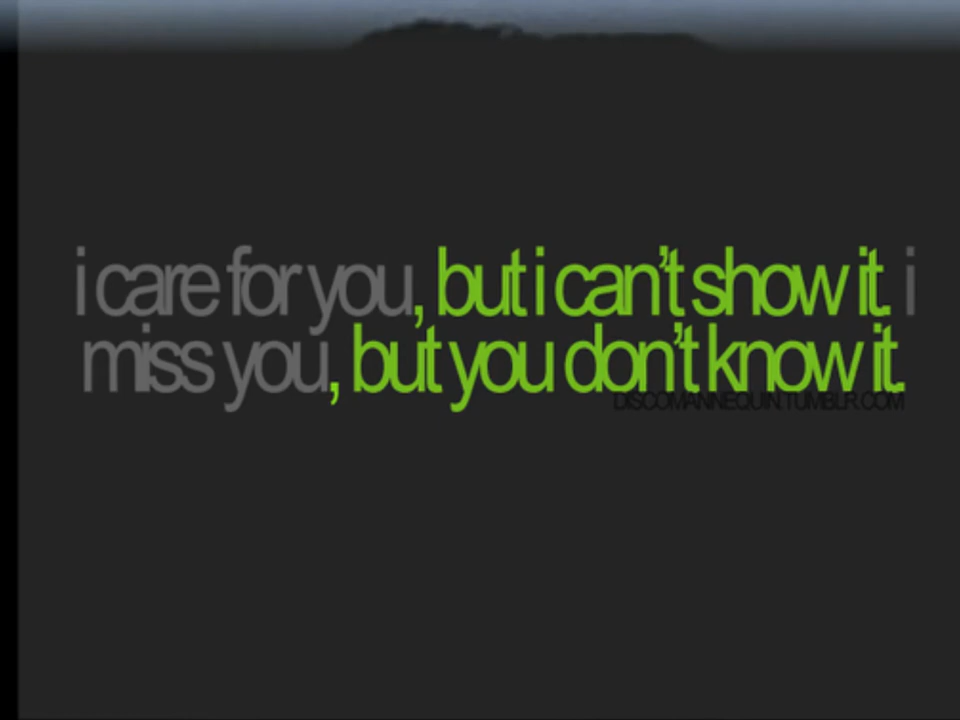 i care for you, but i can't show it. i
miss you, but you don't know it.
DISCOMANNEQUIN.TUMBLR.COM